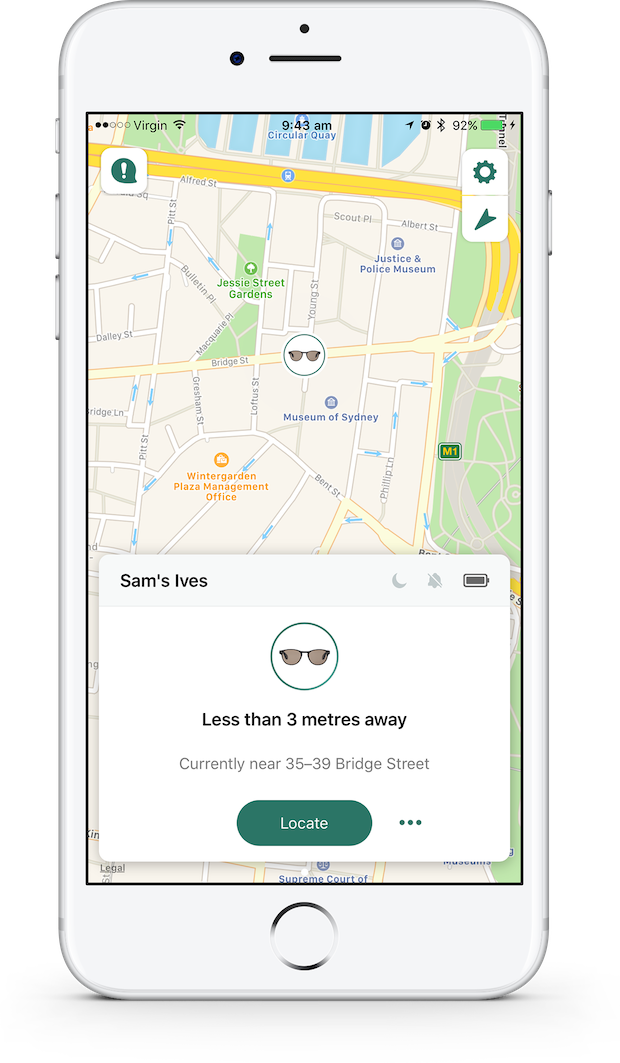 Virgin
9:43 am
92%
Circular Quay
Tunnel
Alfred St
Pitt St
Scout Pl
Albert St
Justice &
Police Museum
Jessie Street
Gardens
Bulletin Pl
Young St
Macquarie Pl
Dalley St
Bridge St
Gresham St
Loftus St
Museum of Sydney
Bridge Ln
Pitt St
M1
Wintergarden
Plaza Management
Office
Phillip Ln
Bent St
Sam's Ives
Less than 3 metres away
Currently near 35–39 Bridge Street
Locate
Legal
Museums
Supreme Court of